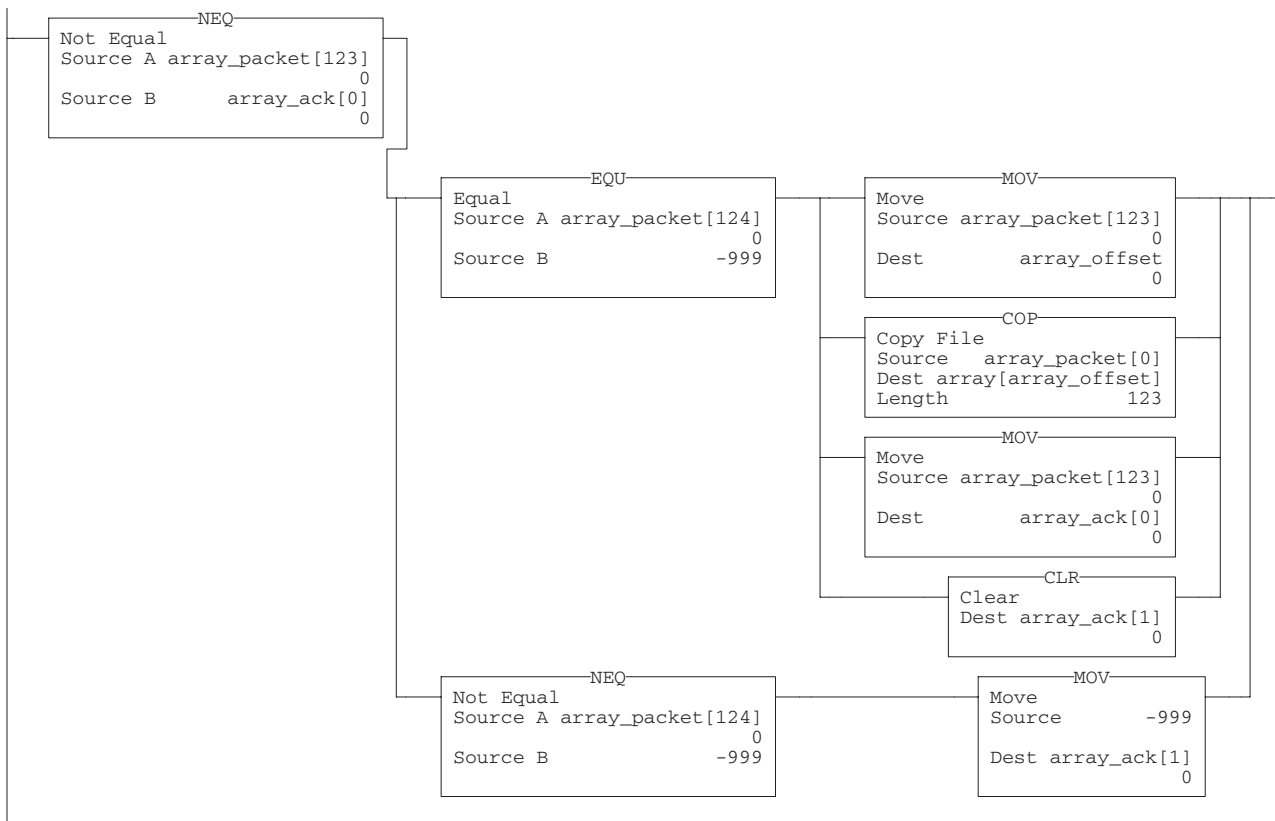 NEQ
Not Equal
Source A array_packet[123]
0
Source B array_ack[0]
0
EQU
Equal
Source A array_packet[124]
0
Source B -999
MOV
Move
Source array_packet[123]
0
Dest array_offset
0
COP
Copy File
Source array_packet[0]
Dest array[array_offset]
Length 123
MOV
Move
Source array_packet[123]
0
Dest array_ack[0]
0
CLR
Clear
Dest array_ack[1]
0
NEQ
Not Equal
Source A array_packet[124]
0
Source B -999
MOV
Move
Source -999
Dest array_ack[1]
0